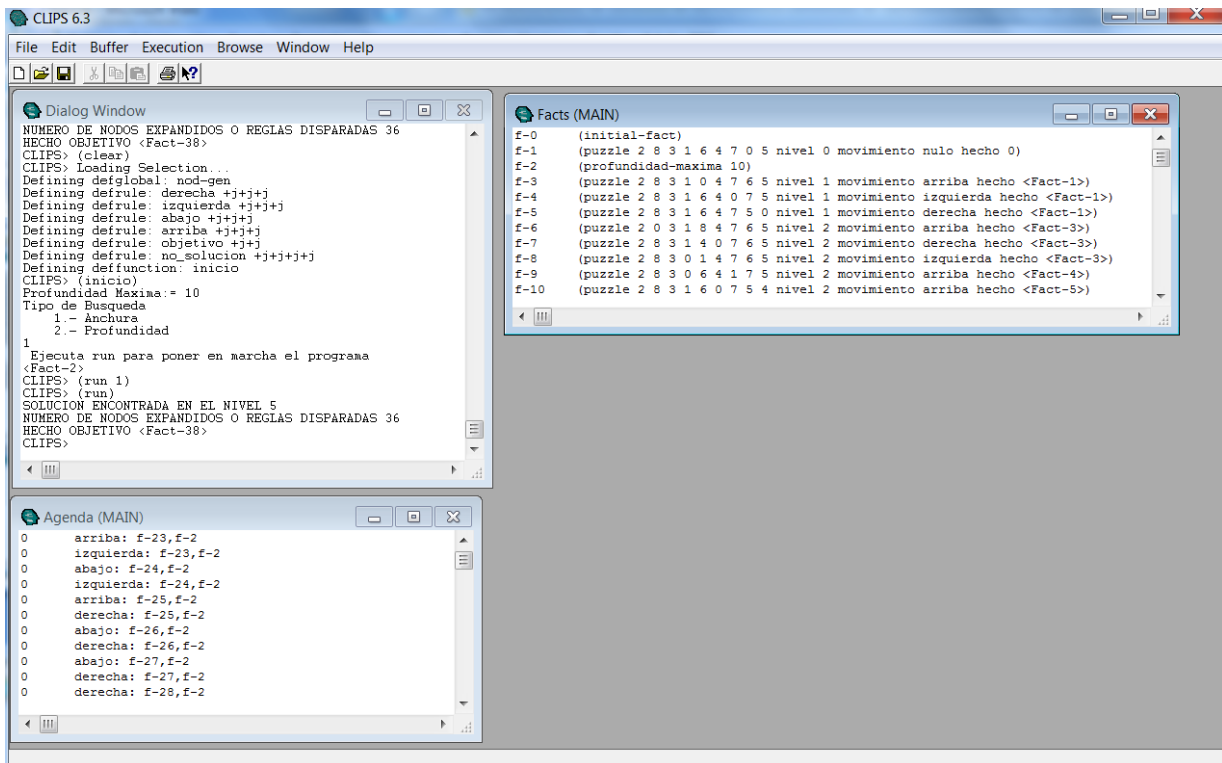 CLIPS 6.3
File Edit Buffer Execution Browse Window Help
Dialog Window
NUMERO DE NODOS EXPANDIDOS O REGLAS DISPARADAS 36
HECHO OBJETIVO <Fact-38>
CLIPS> (clear)
CLIPS> Loading Selection...
Defining defglobal: nod-gen
Defining defrule: derecha +j+j+j
Defining defrule: izquierda +j+j+j
Defining defrule: abajo +j+j+j
Defining defrule: arriba +j+j+j
Defining defrule: objetivo +j+j
Defining defrule: no_solucion +j+j+j+j
Defining deffunction: inicio
CLIPS> (inicio)
Profundidad Maxima:= 10
Tipo de Busqueda
1.- Anchura
2.- Profundidad
1
Ejecuta run para poner en marcha el programa
<Fact-2>
CLIPS> (run 1)
CLIPS> (run)
SOLUCION ENCONTRADA EN EL NIVEL 5
NUMERO DE NODOS EXPANDIDOS O REGLAS DISPARADAS 36
HECHO OBJETIVO <Fact-38>
CLIPS>
Facts (MAIN)
f-0 (initial-fact)
f-1 (puzzle 2 8 3 1 6 4 7 0 5 nivel 0 movimiento nulo hecho 0)
f-2 (profundidad-maxima 10)
f-3 (puzzle 2 8 3 1 0 4 7 6 5 nivel 1 movimiento arriba hecho <Fact-1>)
f-4 (puzzle 2 8 3 1 6 4 0 7 5 nivel 1 movimiento izquierda hecho <Fact-1>)
f-5 (puzzle 2 8 3 1 6 4 7 5 0 nivel 1 movimiento derecha hecho <Fact-1>)
f-6 (puzzle 2 0 3 1 8 4 7 6 5 nivel 2 movimiento arriba hecho <Fact-3>)
f-7 (puzzle 2 8 3 1 4 0 7 6 5 nivel 2 movimiento derecha hecho <Fact-3>)
f-8 (puzzle 2 8 3 0 1 4 7 6 5 nivel 2 movimiento izquierda hecho <Fact-3>)
f-9 (puzzle 2 8 3 0 6 4 1 7 5 nivel 2 movimiento arriba hecho <Fact-4>)
f-10 (puzzle 2 8 3 1 6 0 7 5 4 nivel 2 movimiento arriba hecho <Fact-5>)
Agenda (MAIN)
0 arriba: f-23,f-2
0 izquierda: f-23,f-2
0 abajo: f-24,f-2
0 izquierda: f-24,f-2
0 arriba: f-25,f-2
0 derecha: f-25,f-2
0 abajo: f-26,f-2
0 derecha: f-26,f-2
0 abajo: f-27,f-2
0 derecha: f-27,f-2
0 derecha: f-28,f-2